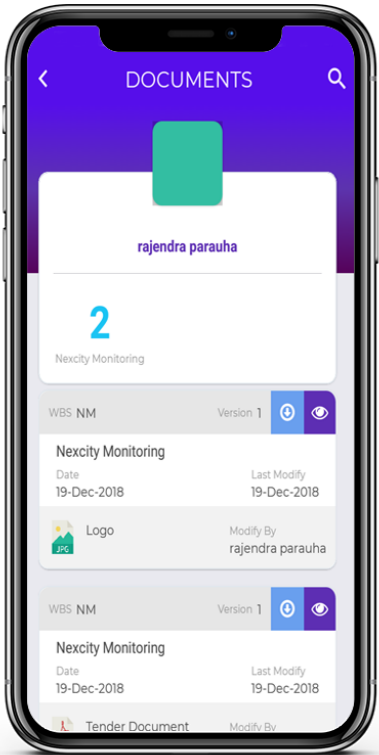 DOCUMENTS
rajendra parauha
2
Nexcity Monitoring
WBS NM Version 1
Nexcity Monitoring
Date Last Modify
19-Dec-2018 19-Dec-2018
Logo Modify By
JPG rajendra parauha
WBS NM Version 1
Nexcity Monitoring
Date Last Modify
19-Dec-2018 19-Dec-2018
Tender Document Modify By